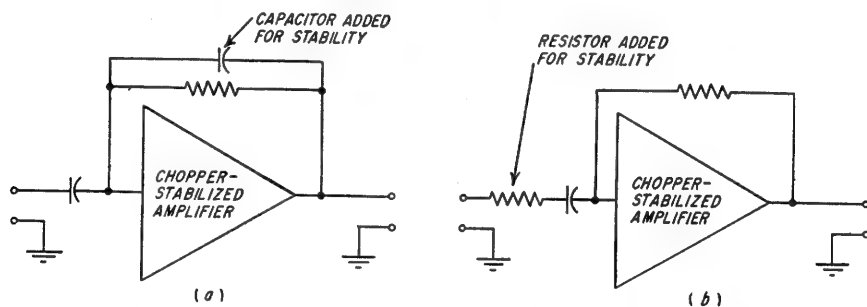 CAPACITOR ADDED
FOR STABILITY
CHOPPER-
STABILIZED
AMPLIFIER
(a)
RESISTOR ADDED
FOR STABILITY
CHOPPER-
STABILIZED
AMPLIFIER
(b)